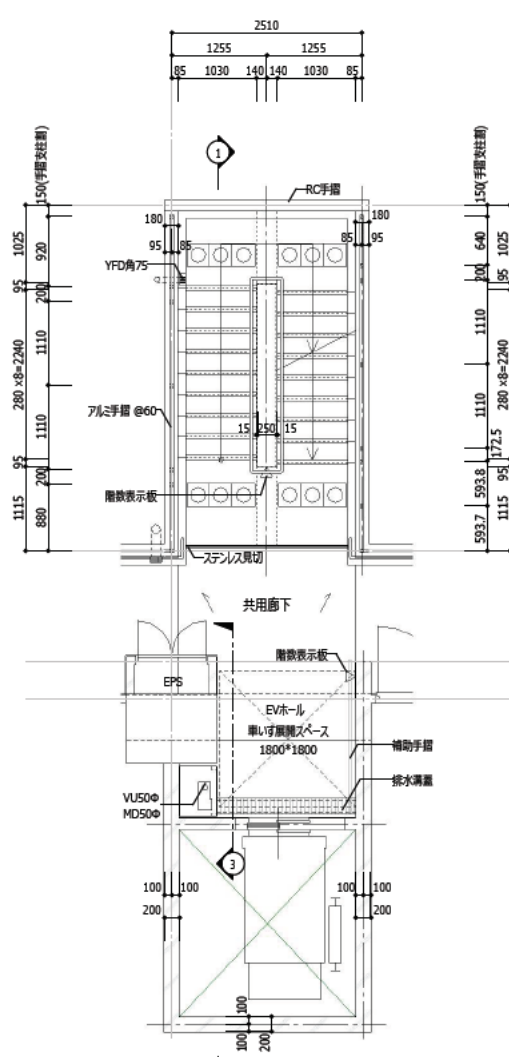 2510
1255 1255
85 1030 140 140 1030 85
1
RC手摺
150(手摺支柱割)
150(手摺支柱割)
180
180
95 85
85 95
YFD角75
1025
920
95
200
280 ×8=2240
1110
1110
95
200
1115
880
640
1025
200
95
1110
280 ×8=2240
1110
172.5
95
593.8
1115
593.7
アルミ手摺 @60
15 250 15
階数表示板
ステンレス見切
共用廊下
階数表示板
EPS
EVホール
車いす展開スペース
1800*1800
補助手摺
排水溝蓋
VU50Φ
MD50Φ
3
100 100
200
100 100
200
100
100
200